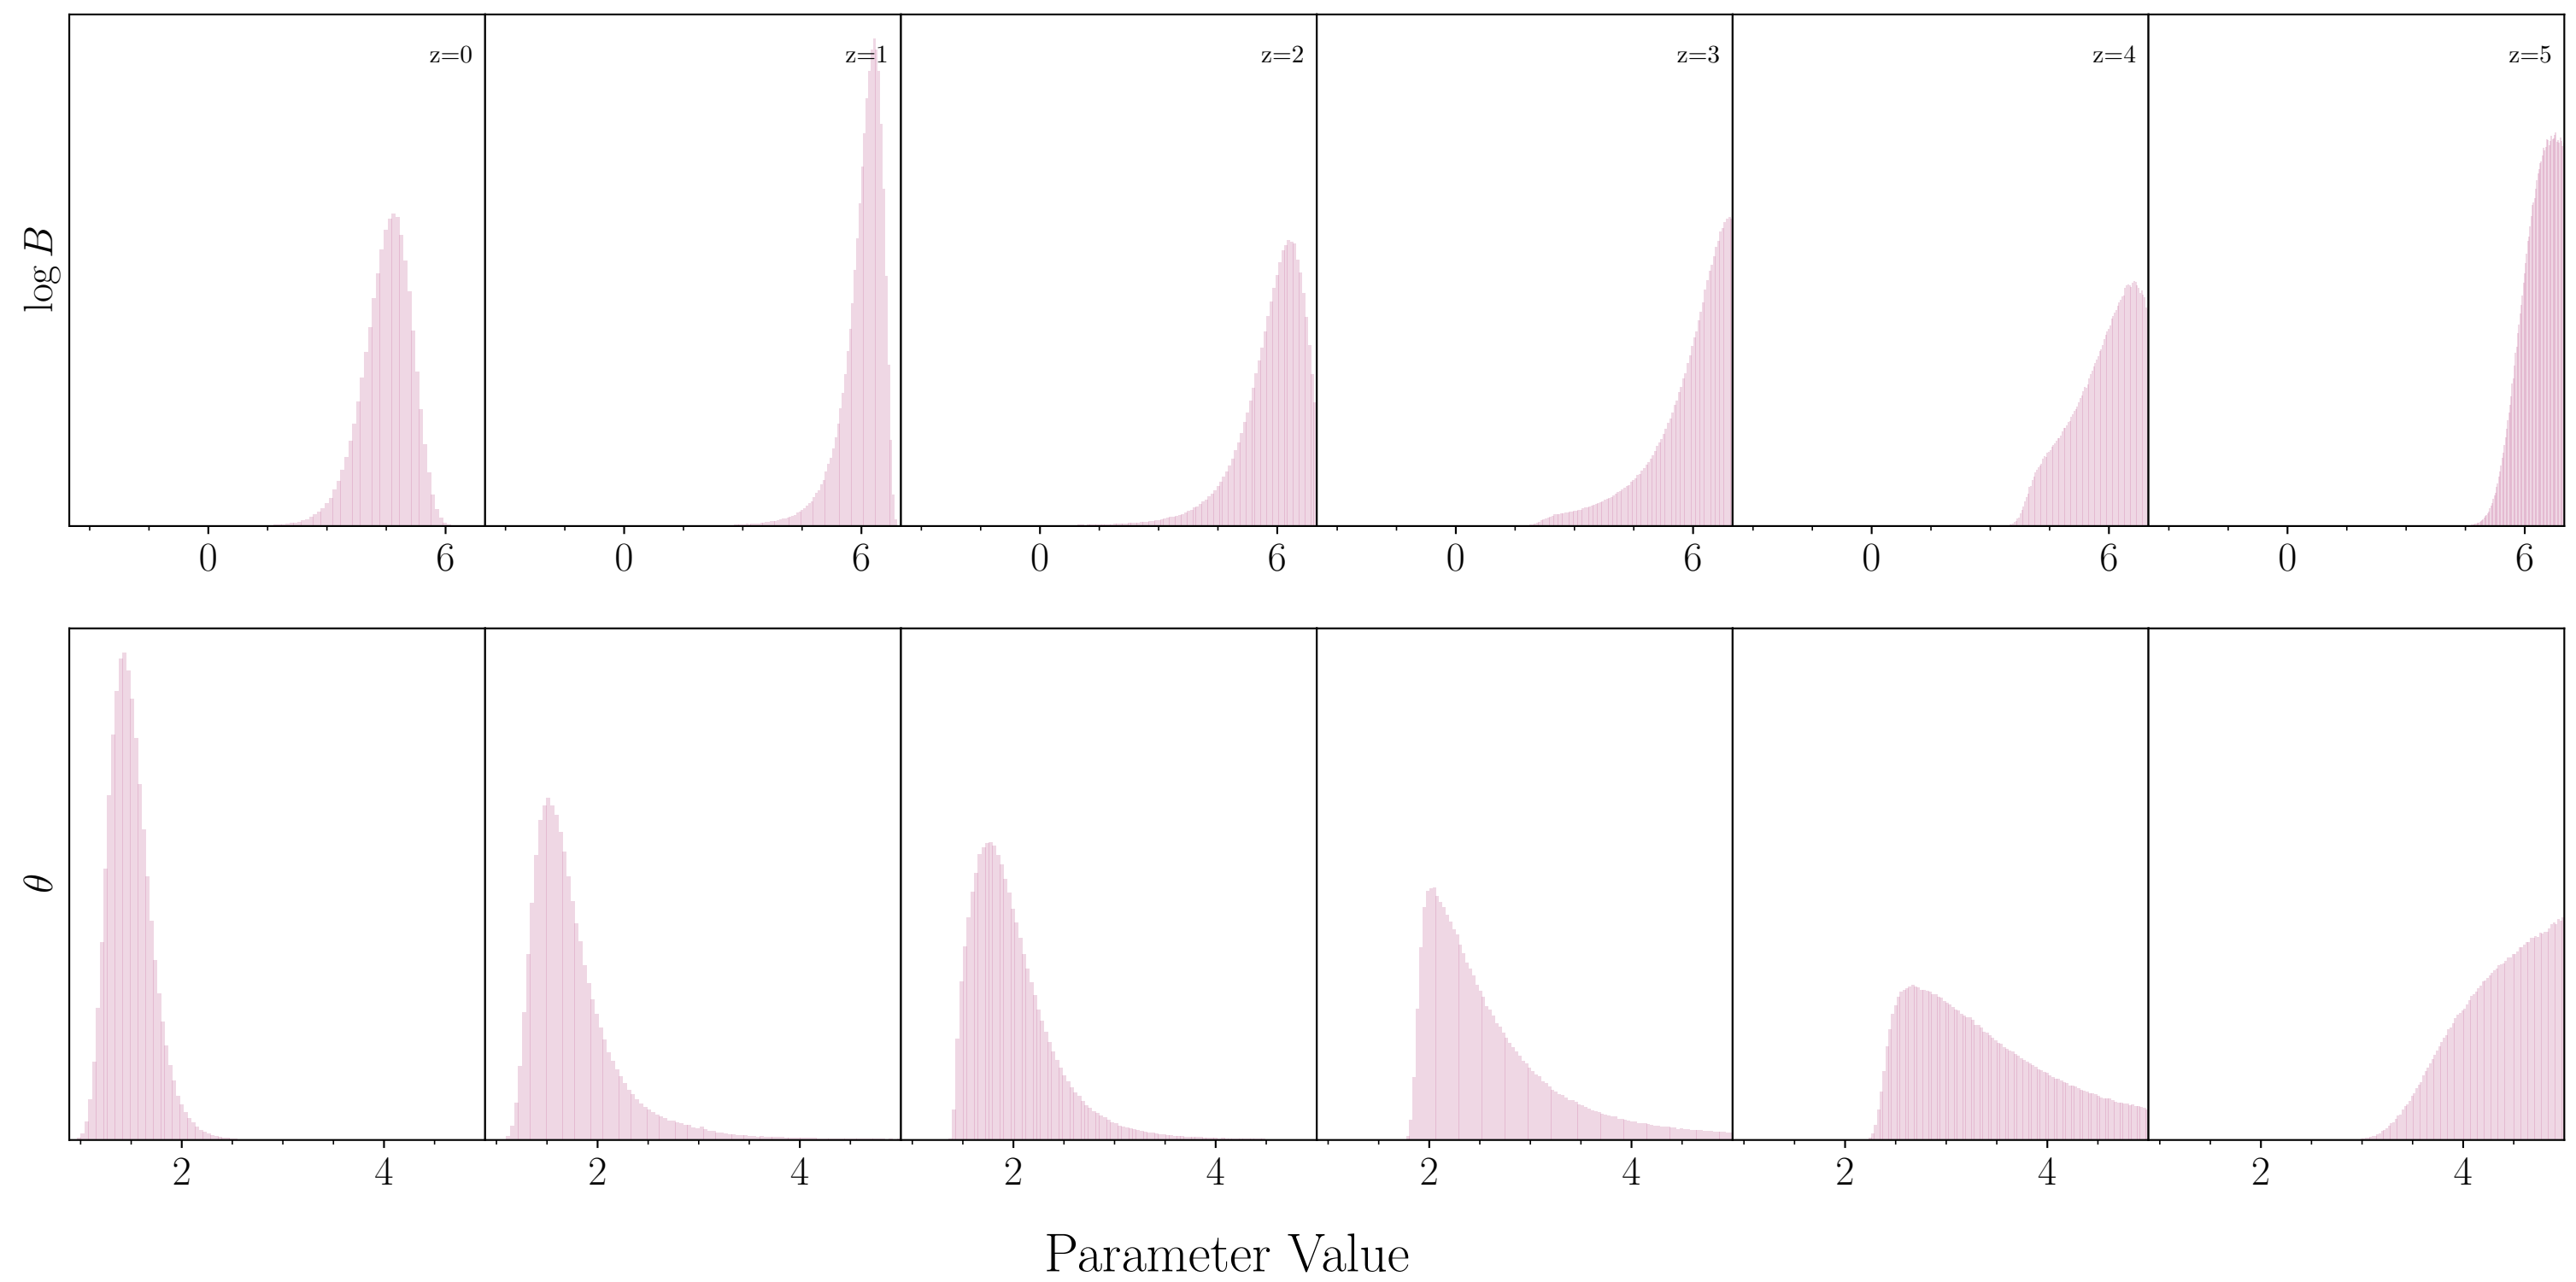 z=0 z=1 z=2 z=3 z=4 z=5
log B
0 6 0 6 0 6 0 6 0 6 0 6
θ
2 4 2 4 2 4 2 4 2 4 2 4
Parameter Value